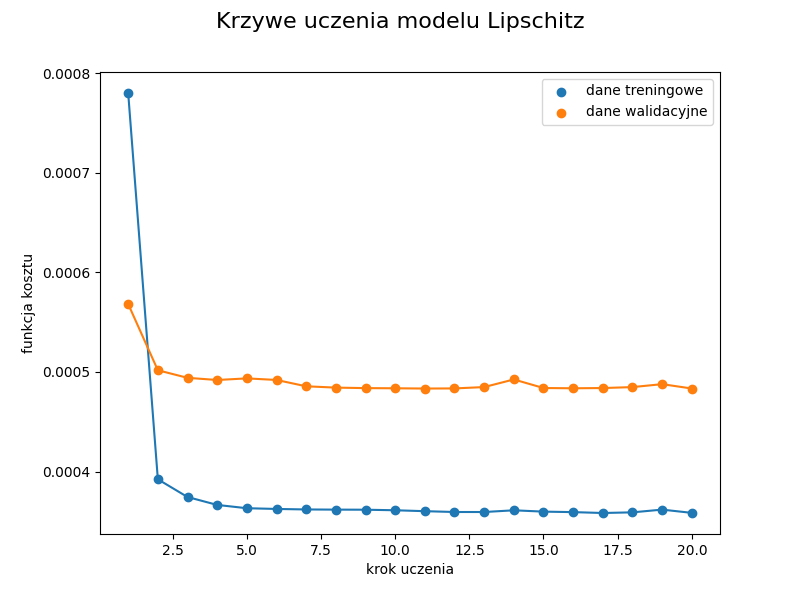 Krzywe uczenia modelu Lipschitz
dane treningowe
dane walidacyjne
0.0008
0.0007
0.0006
0.0005
0.0004
funkcja kosztu
2.5 5.0 7.5 10.0 12.5 15.0 17.5 20.0
krok uczenia